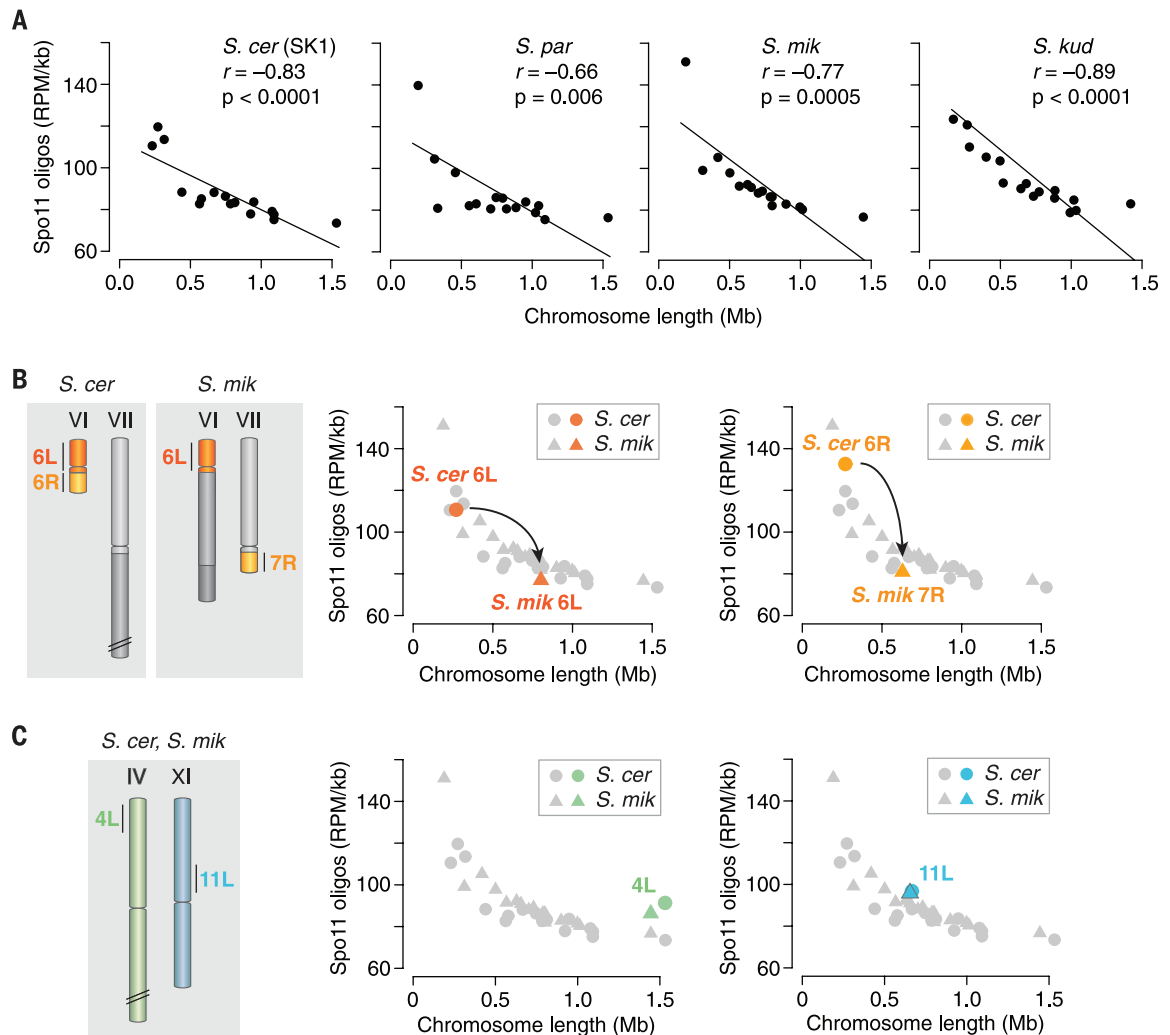 A
S. cer (SK1)
r = –0.83
p < 0.0001
S. par
r = –0.66
p = 0.006
S. mik
r = –0.77
p = 0.0005
S. kud
r = –0.89
p < 0.0001
Spo11 oligos (RPM/kb)
140
100
60
0.0 0.5 1.0 1.5
0.0 0.5 1.0 1.5
0.0 0.5 1.0 1.5
0.0 0.5 1.0 1.5
Chromosome length (Mb)
B
S. cer
VI VII
6L
6R
S. mik
VI VII
6L
7R
Spo11 oligos (RPM/kb)
140
100
60
S. cer
S. mik
S. cer 6L
S. mik 6L
0 0.5 1.0 1.5
Chromosome length (Mb)
Spo11 oligos (RPM/kb)
140
100
60
S. cer
S. mik
S. cer 6R
S. mik 7R
0 0.5 1.0 1.5
Chromosome length (Mb)
C
S. cer, S. mik
IV XI
4L
11L
Spo11 oligos (RPM/kb)
140
100
60
S. cer
S. mik
4L
0 0.5 1.0 1.5
Chromosome length (Mb)
Spo11 oligos (RPM/kb)
140
100
60
S. cer
S. mik
11L
0 0.5 1.0 1.5
Chromosome length (Mb)